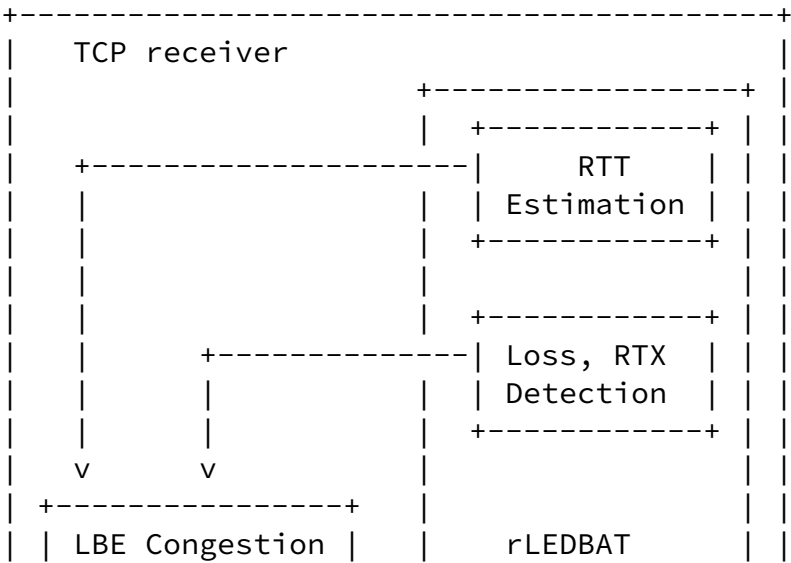 TCP receiver
RTT
Estimation
Loss, RTX
Detection
v v
LBE Congestion rLEDBAT